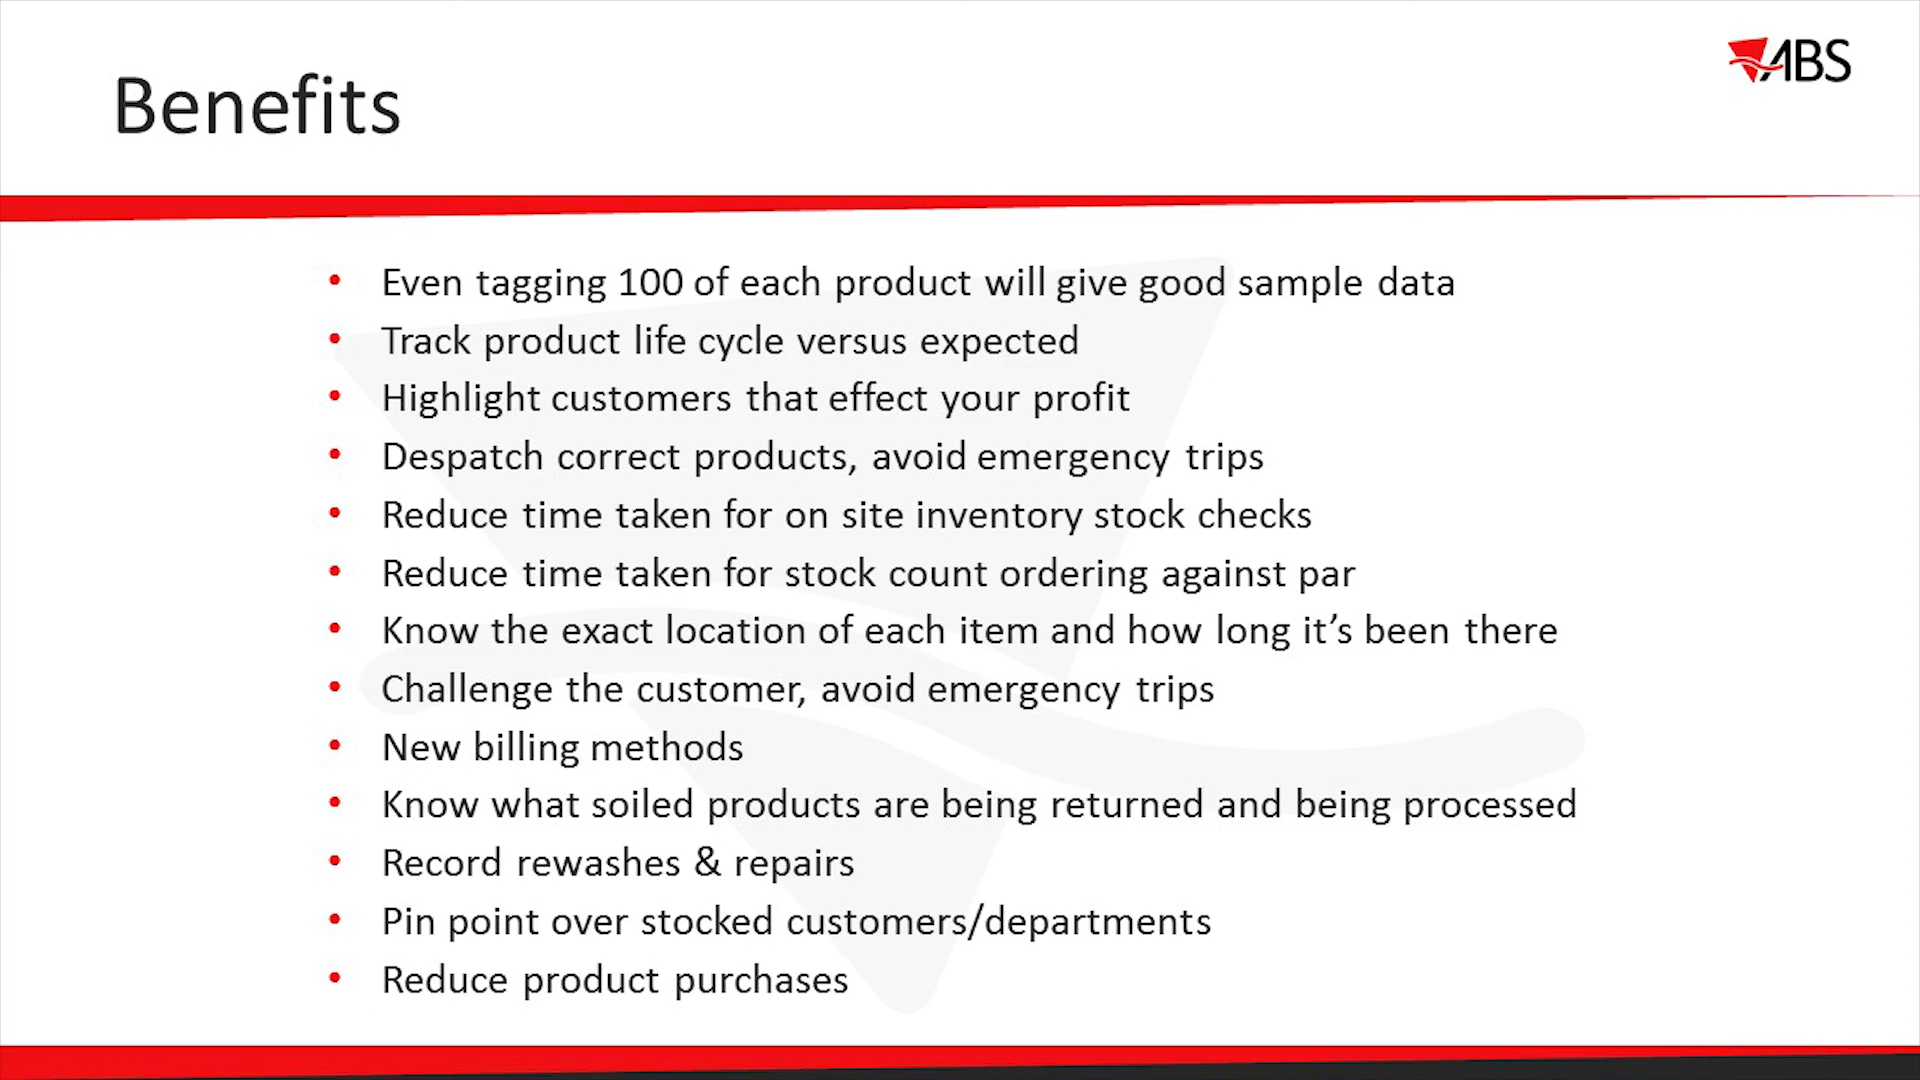 ABS
Benefits
• Even tagging 100 of each product will give good sample data
• Track product life cycle versus expected
• Highlight customers that effect your profit
• Despatch correct products, avoid emergency trips
• Reduce time taken for on site inventory stock checks
• Reduce time taken for stock count ordering against par
• Know the exact location of each item and how long it’s been there
• Challenge the customer, avoid emergency trips
• New billing methods
• Know what soiled products are being returned and being processed
• Record rewashes & repairs
• Pin point over stocked customers/departments
• Reduce product purchases